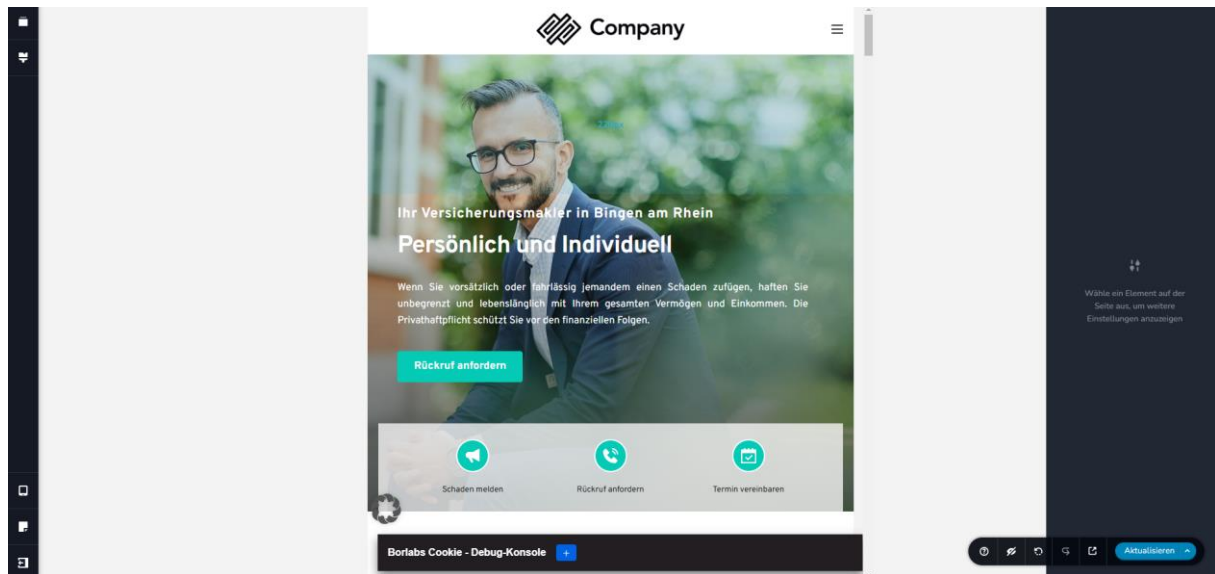 Company
Ihr Versicherungsmakler in Bingen am Rhein
Persönlich und Individuell
Wenn Sie vorsätzlich oder fahrlässig jemandem einen Schaden zufügen, haften Sie
unbegrenzt und lebenslänglich mit Ihrem gesamten Vermögen und Einkommen. Die
Privathaftpflicht schützt Sie vor den finanziellen Folgen.
Rückruf anfordern
Schaden melden
Rückruf anfordern
Termin vereinbaren
Wähle ein Element auf der
Seite aus, um weitere
Einstellungen anzuzeigen
Borlabs Cookie - Debug-Konsole +
Aktualisieren